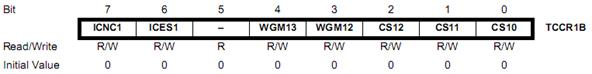 Bit 7 6 5 4 3 2 1 0
ICNC1 ICES1 – WGM13 WGM12 CS12 CS11 CS10 TCCR1B
Read/Write R/W R/W R R/W R/W R/W R/W R/W
Initial Value 0 0 0 0 0 0 0 0